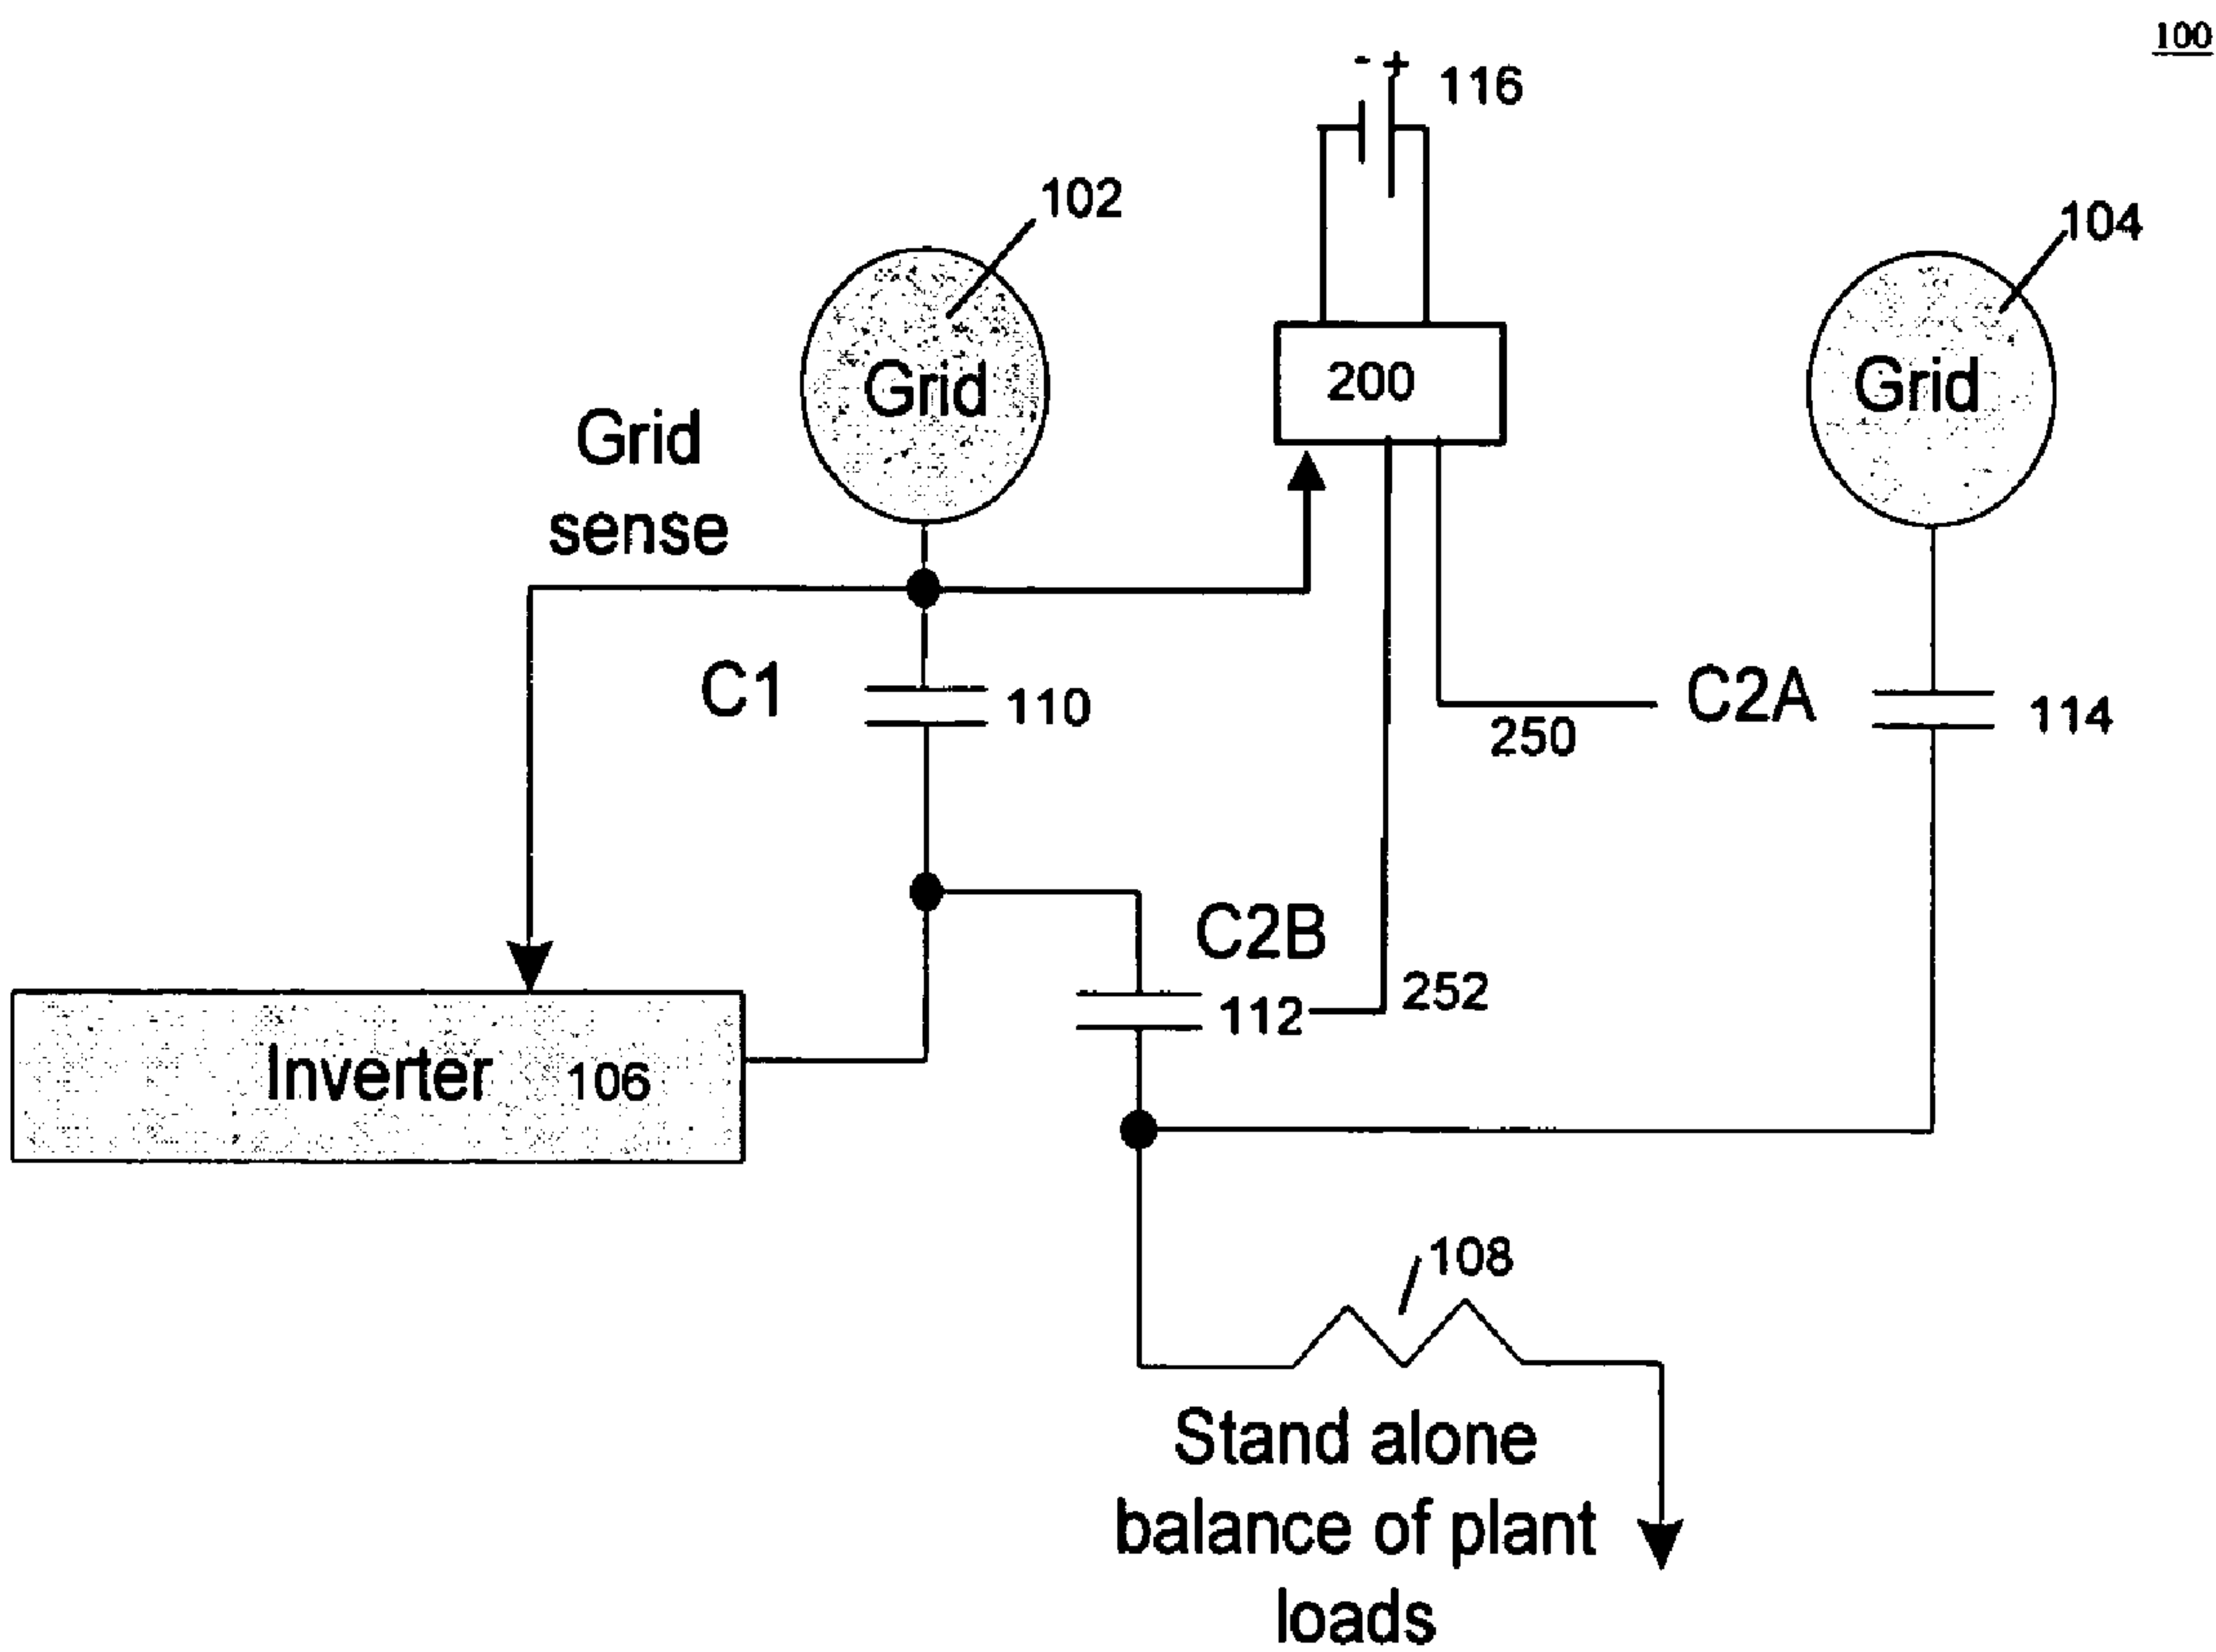 100
- +
116
102
104
Grid
200
Grid
Grid
sense
C1
110
C2A
114
250
C2B
112
252
Inverter 106
108
Stand alone
balance of plant
loads